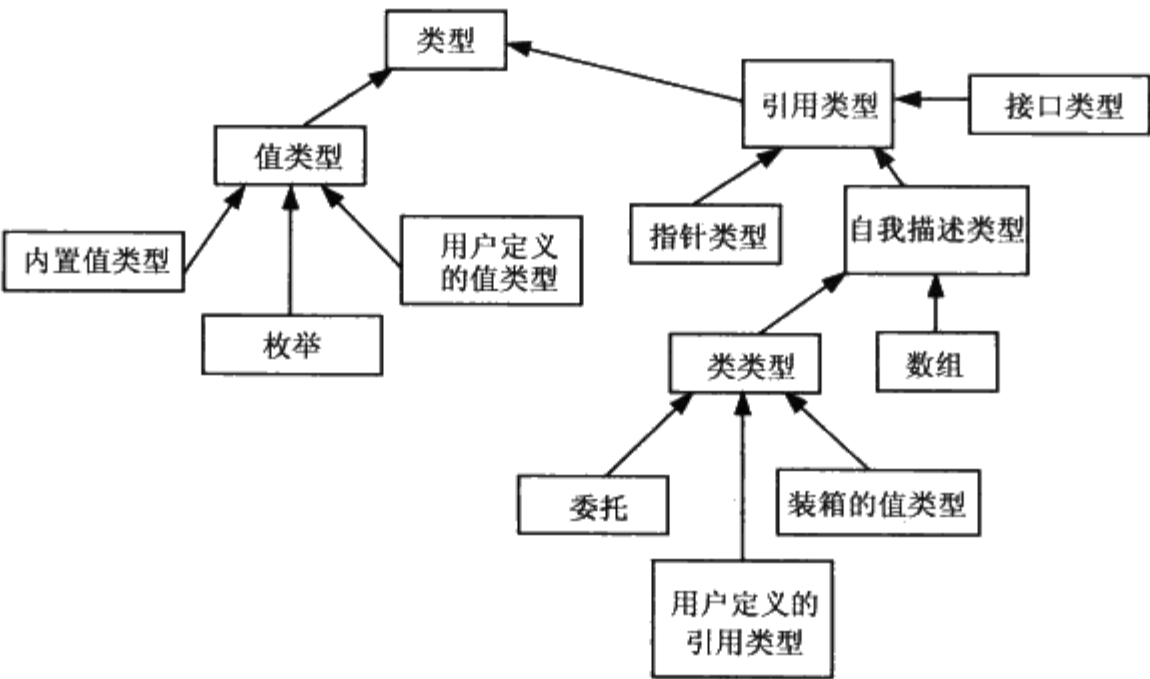 类型
引用类型
接口类型
值类型
内置值类型
用户定义
的值类型
指针类型
自我描述类型
枚举
类类型
数组
委托
装箱的值类型
用户定义的
引用类型